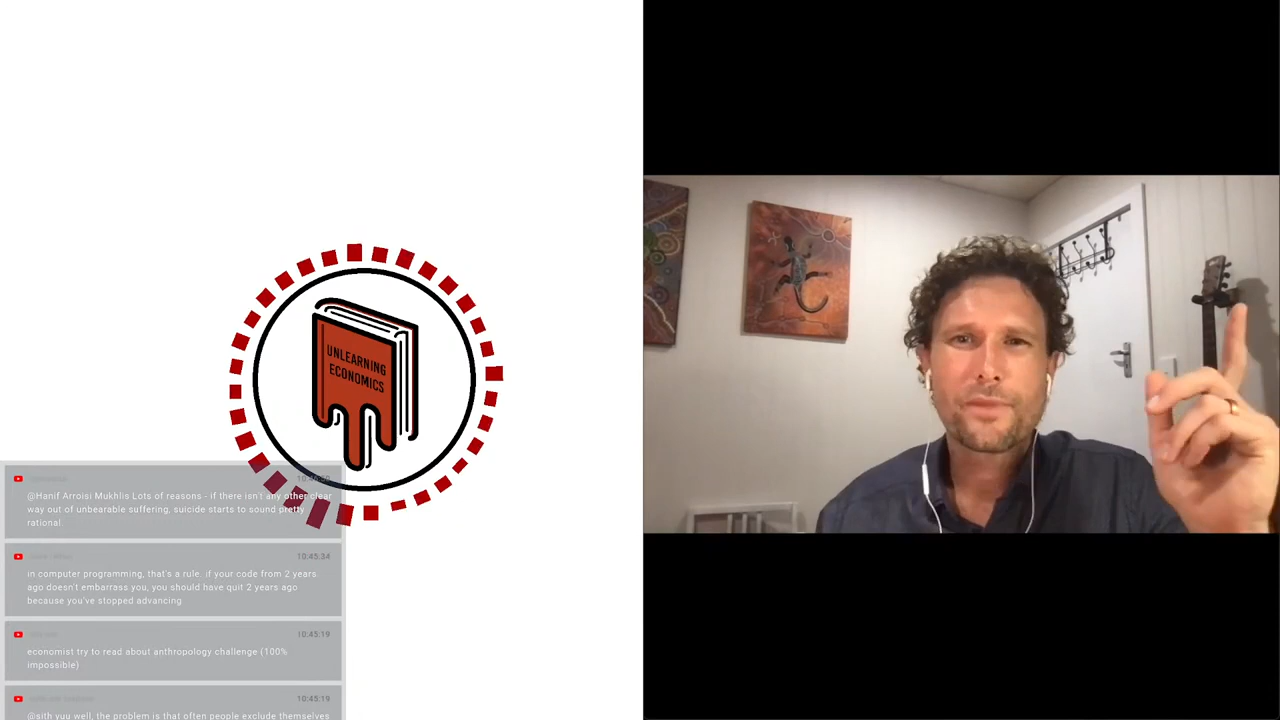 UNLEARNING
ECONOMICS
@Hanif Arroisi Mukhlis Lots of reasons - if there isn't any other clear
way out of unbearable suffering, suicide starts to sound pretty
rational.
10:45:34
in computer programming, that's a rule. if your code from 2 years
ago doesn't embarrass you, you should have quit 2 years ago
because you've stopped advancing
10:45:19
economist try to read about anthropology challenge (100%
impossible)
10:45:19
@sith yuu well, the problem is that often people exclude themselves